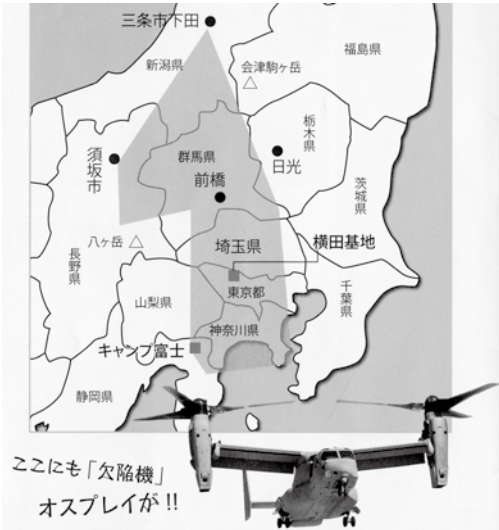 三条市下田
福島県
新潟県
会津駒ヶ岳
栃木県
須坂市
群馬県
日光
前橋
茨城県
八ヶ岳
埼玉県
横田基地
長野県
東京都
千葉県
山梨県
神奈川県
キャンプ富士
静岡県
ここにも「欠陥機」
オスプレイが!!